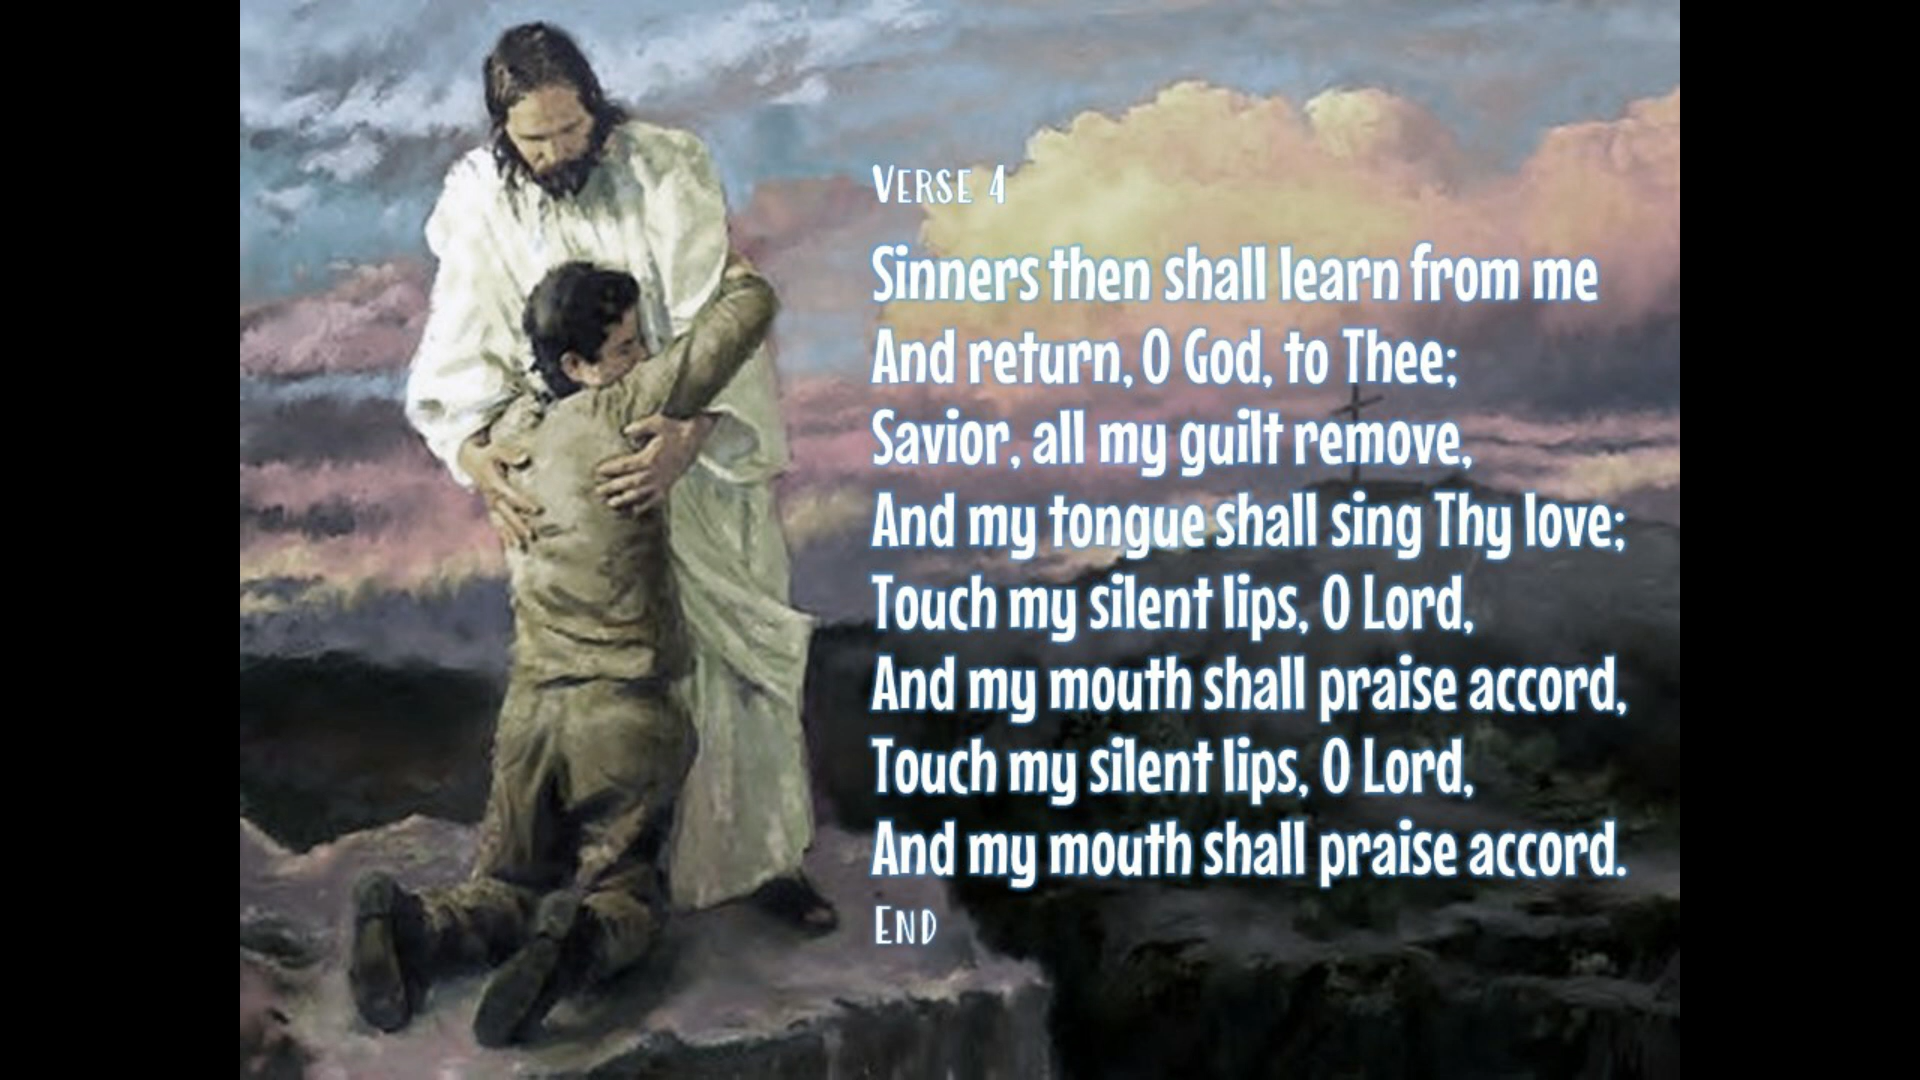 Verse 4
Sinners then shall learn from me
And return, O God, to Thee;
Savior, all my guilt remove,
And my tongue shall sing Thy love;
Touch my silent lips, O Lord,
And my mouth shall praise accord,
Touch my silent lips, O Lord,
And my mouth shall praise accord.
End